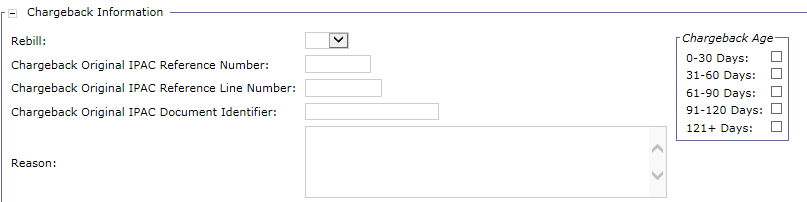 Chargeback Information
Rebill:
Chargeback Original IPAC Reference Number:
Chargeback Original IPAC Reference Line Number:
Chargeback Original IPAC Document Identifier:
Reason:
Chargeback Age
0-30 Days:
31-60 Days:
61-90 Days:
91-120 Days:
121+ Days: